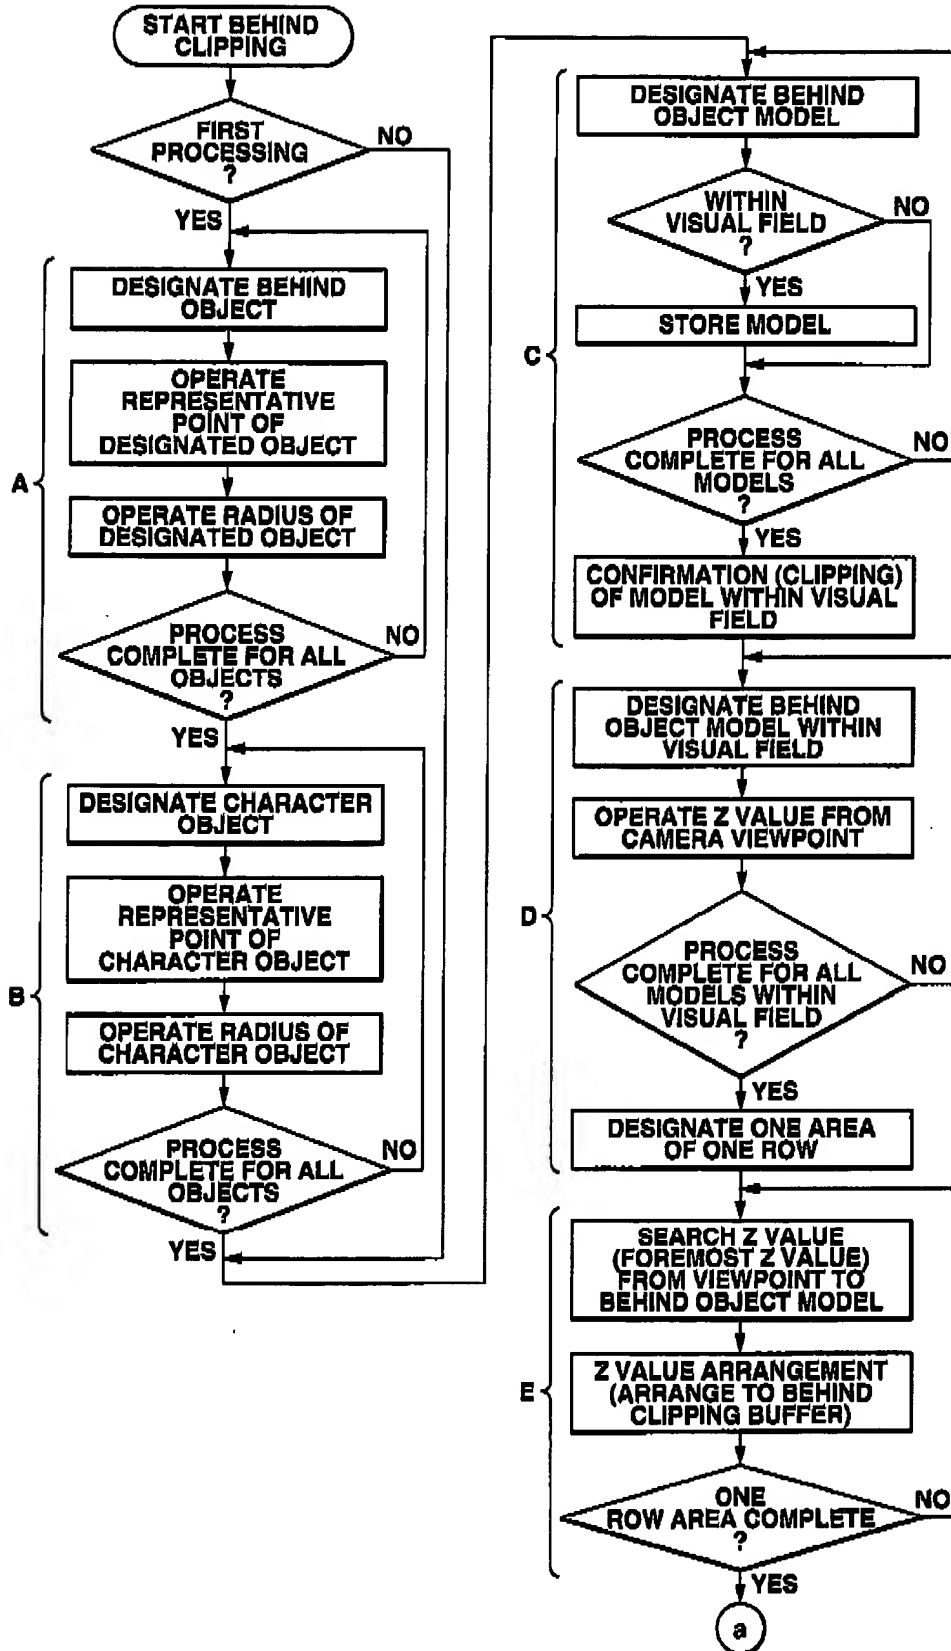 START BEHIND
CLIPPING
FIRST
PROCESSING
?
NO
YES
A
DESIGNATE BEHIND
OBJECT
OPERATE
REPRESENTATIVE
POINT OF
DESIGNATED OBJECT
OPERATE RADIUS OF
DESIGNATED OBJECT
PROCESS
COMPLETE FOR ALL
OBJECTS
?
NO
YES
B
DESIGNATE CHARACTER
OBJECT
OPERATE
REPRESENTATIVE
POINT OF
CHARACTER OBJECT
OPERATE RADIUS OF
CHARACTER OBJECT
PROCESS
COMPLETE FOR ALL
OBJECTS
?
NO
YES
C
DESIGNATE BEHIND
OBJECT MODEL
WITHIN
VISUAL FIELD
?
NO
YES
STORE MODEL
PROCESS
COMPLETE FOR ALL
MODELS
?
NO
YES
CONFIRMATION (CLIPPING)
OF MODEL WITHIN VISUAL
FIELD
D
DESIGNATE BEHIND
OBJECT MODEL WITHIN
VISUAL FIELD
OPERATE Z VALUE FROM
CAMERA VIEWPOINT
PROCESS
COMPLETE FOR ALL
MODELS WITHIN
VISUAL FIELD
?
NO
YES
DESIGNATE ONE AREA
OF ONE ROW
E
SEARCH Z VALUE
(FOREMOST Z VALUE)
FROM VIEWPOINT TO
BEHIND OBJECT MODEL
Z VALUE ARRANGEMENT
(ARRANGE TO BEHIND
CLIPPING BUFFER)
ONE
ROW AREA COMPLETE
?
NO
YES
a